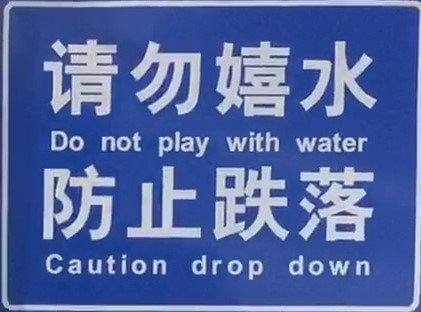 请勿嬉水
Do not play with water
防止跌落
Caution drop down